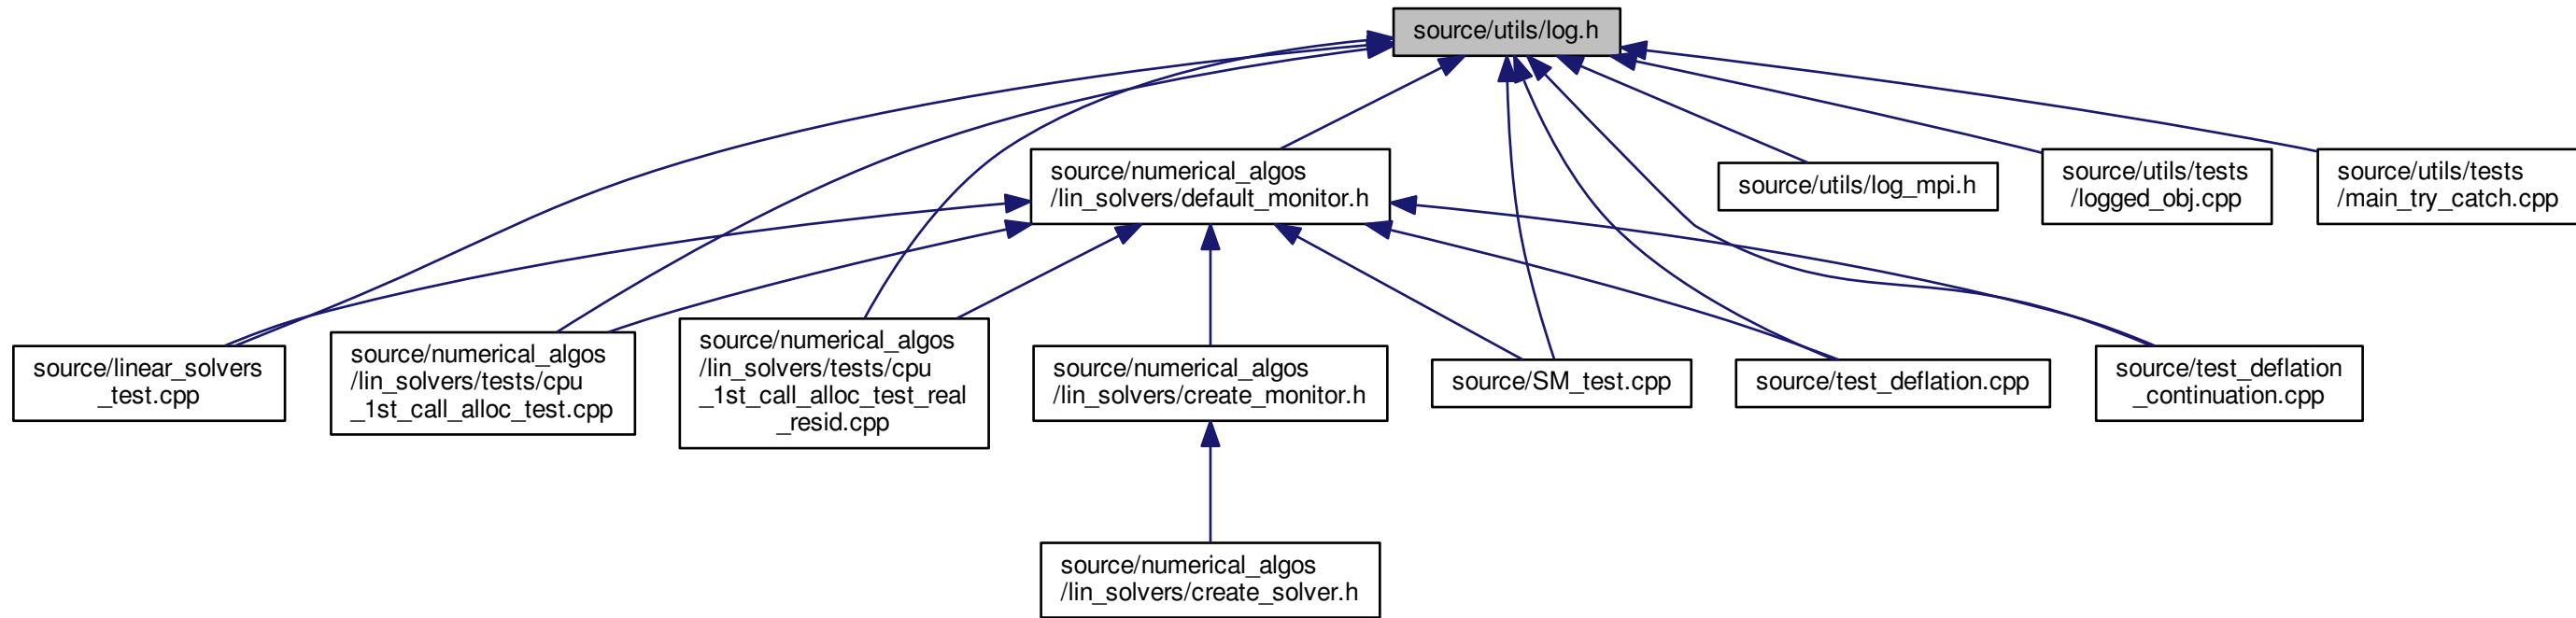 source/utils/log.h
source/numerical_algos
/lin_solvers/default_monitor.h
source/utils/log_mpi.h
source/utils/tests
/logged_obj.cpp
source/utils/tests
/main_try_catch.cpp
source/linear_solvers
_test.cpp
source/numerical_algos
/lin_solvers/tests/cpu
_1st_call_alloc_test.cpp
source/numerical_algos
/lin_solvers/tests/cpu
_1st_call_alloc_test_real
_resid.cpp
source/numerical_algos
/lin_solvers/create_monitor.h
source/SM_test.cpp
source/test_deflation.cpp
source/test_deflation
_continuation.cpp
source/numerical_algos
/lin_solvers/create_solver.h